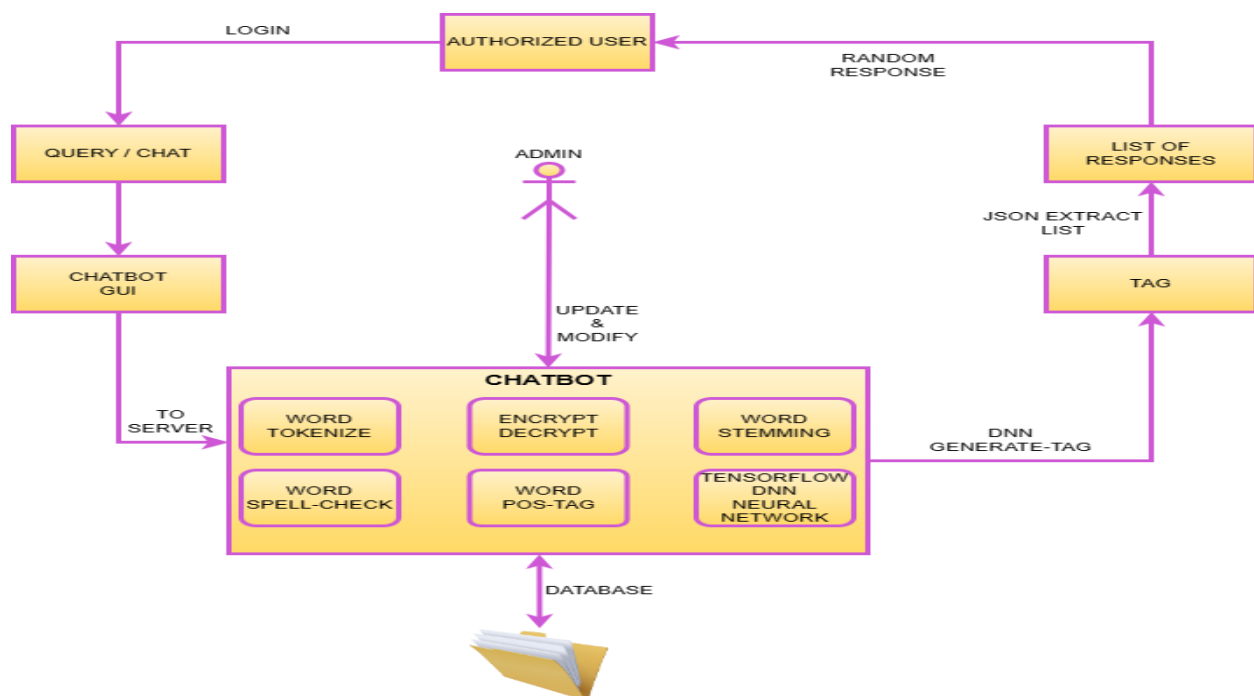 LOGIN
AUTHORIZED USER
RANDOM
RESPONSE
QUERY / CHAT
ADMIN
LIST OF
RESPONSES
JSON EXTRACT
LIST
CHATBOT
GUI
TAG
UPDATE
&
MODIFY
CHATBOT
TO
SERVER
WORD
TOKENIZE
ENCRYPT
DECRYPT
WORD
STEMMING
DNN
GENERATE-TAG
WORD
SPELL-CHECK
WORD
POS-TAG
TENSORFLOW
DNN
NEURAL
NETWORK
DATABASE